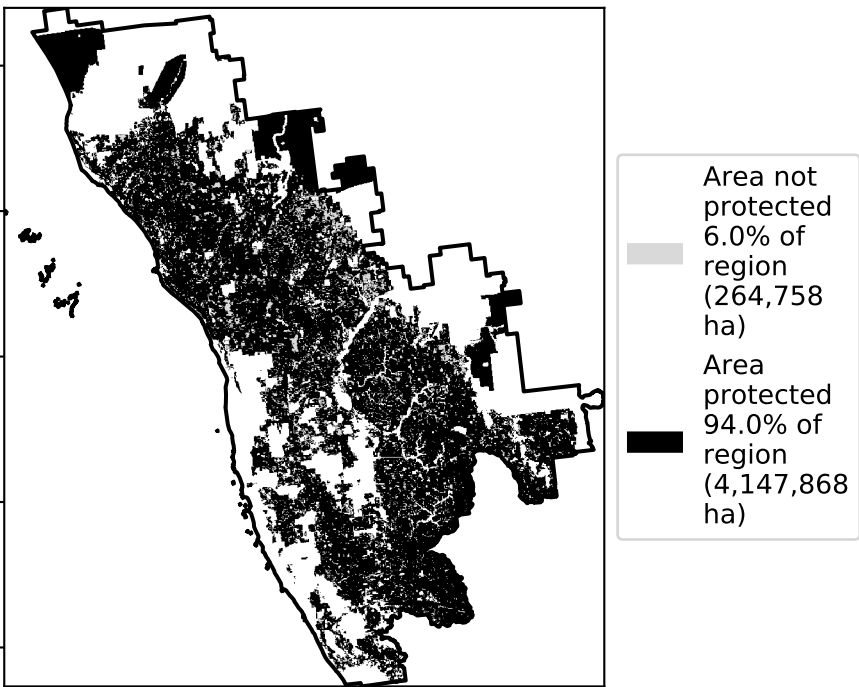 Area not
protected
6.0% of
region
(264,758
ha)
Area
protected
94.0% of
region
(4,147,868
ha)